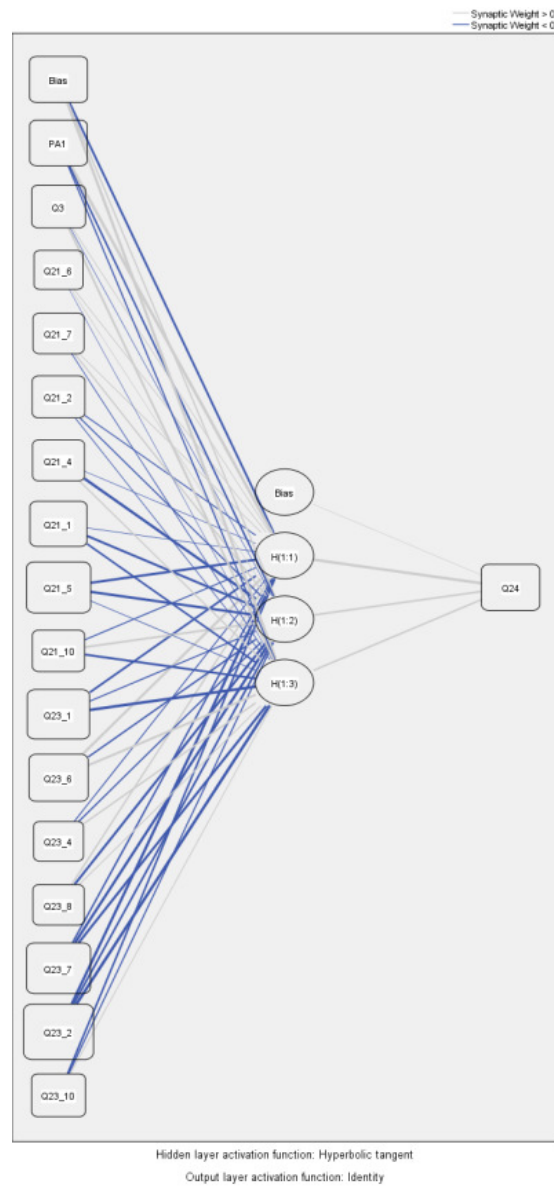 Synaptic Weight > 0
Synaptic Weight < 0
Bias
PA1
Q3
Q21_6
Q21_7
Q21_2
Q21_4
Q21_1
Q21_5
Q21_10
Q23_1
Q23_6
Q23_4
Q23_8
Q23_7
Q23_2
Q23_10
Bias
H(1:1)
H(1:2)
H(1:3)
Q24
Hidden layer activation function: Hyperbolic tangent
Output layer activation function: Identity